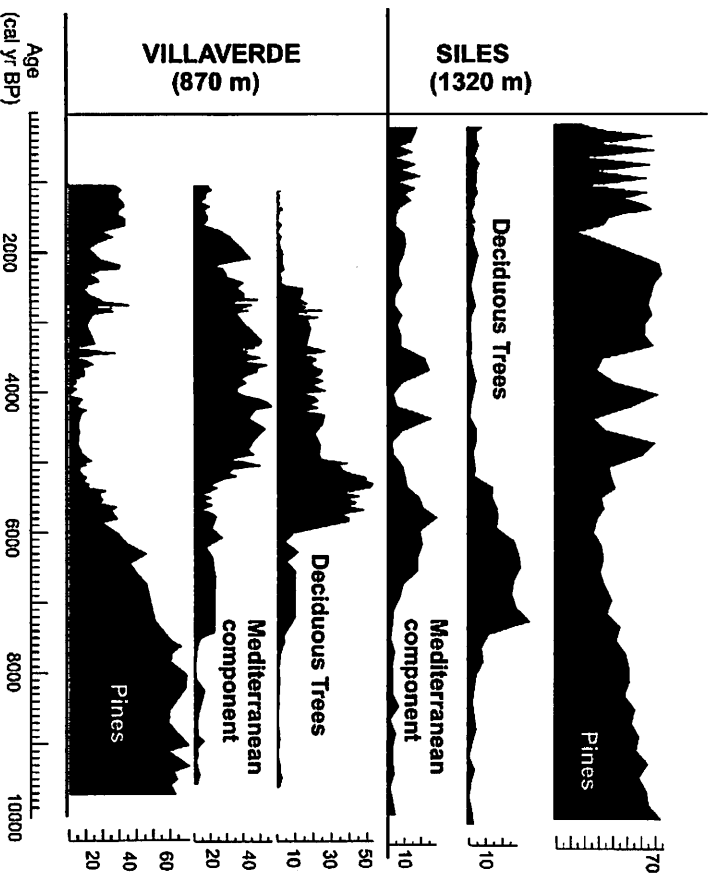 VILLAVERDE
(870 m)
SILES
(1320 m)
Age
(cal yr BP)
2000
4000
6000
8000
10000
Pines
20
40
60
Mediterranean
component
20
40
Deciduous Trees
10
30
50
Mediterranean
component
10
Deciduous Trees
10
Pines
70